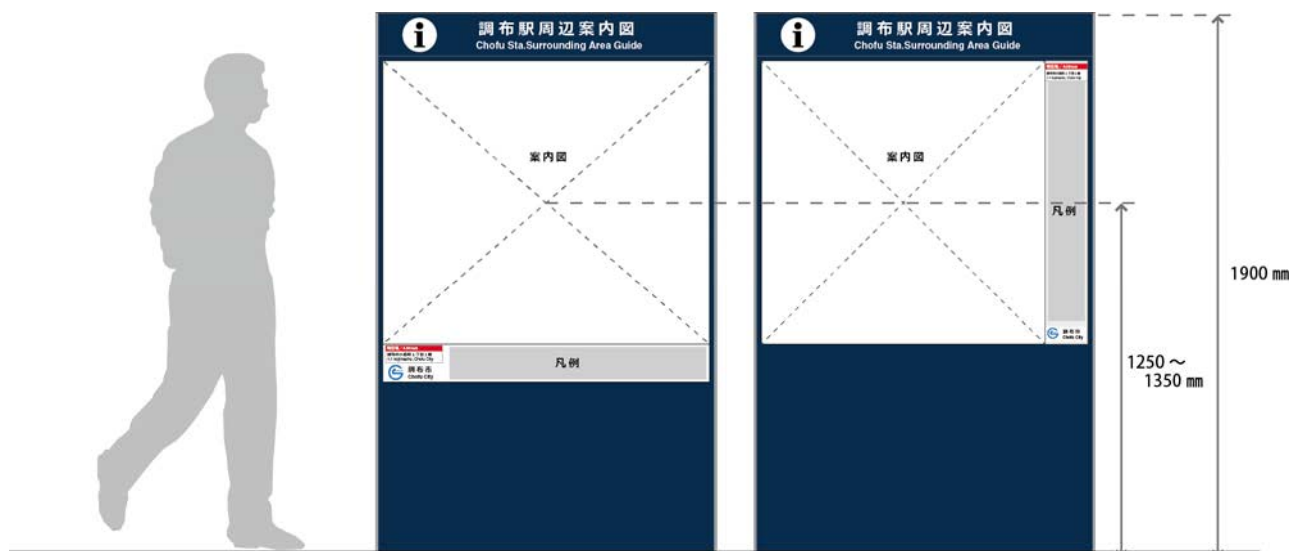 調布駅周辺案内図
Chofu Sta.Surrounding Area Guide
案内図
凡例
調布市
Chofu City
調布駅周辺案内図
Chofu Sta.Surrounding Area Guide
案内図
凡例
調布市
Chofu City
1250～
1350㎜
1900㎜